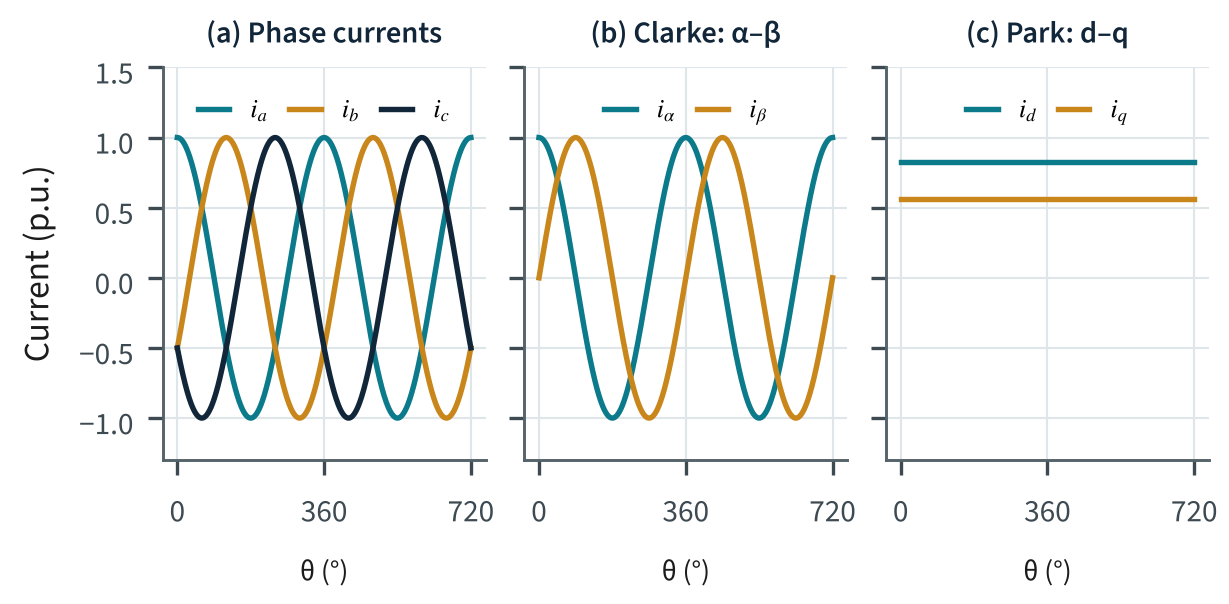 (a) Phase currents
(b) Clarke: α–β
(c) Park: d–q
Current (p.u.)
1.5
1.0
0.5
0.0
−0.5
−1.0
i_a i_b i_c
i_α i_β
i_d i_q
0 360 720
0 360 720
0 360 720
θ (°)
θ (°)
θ (°)